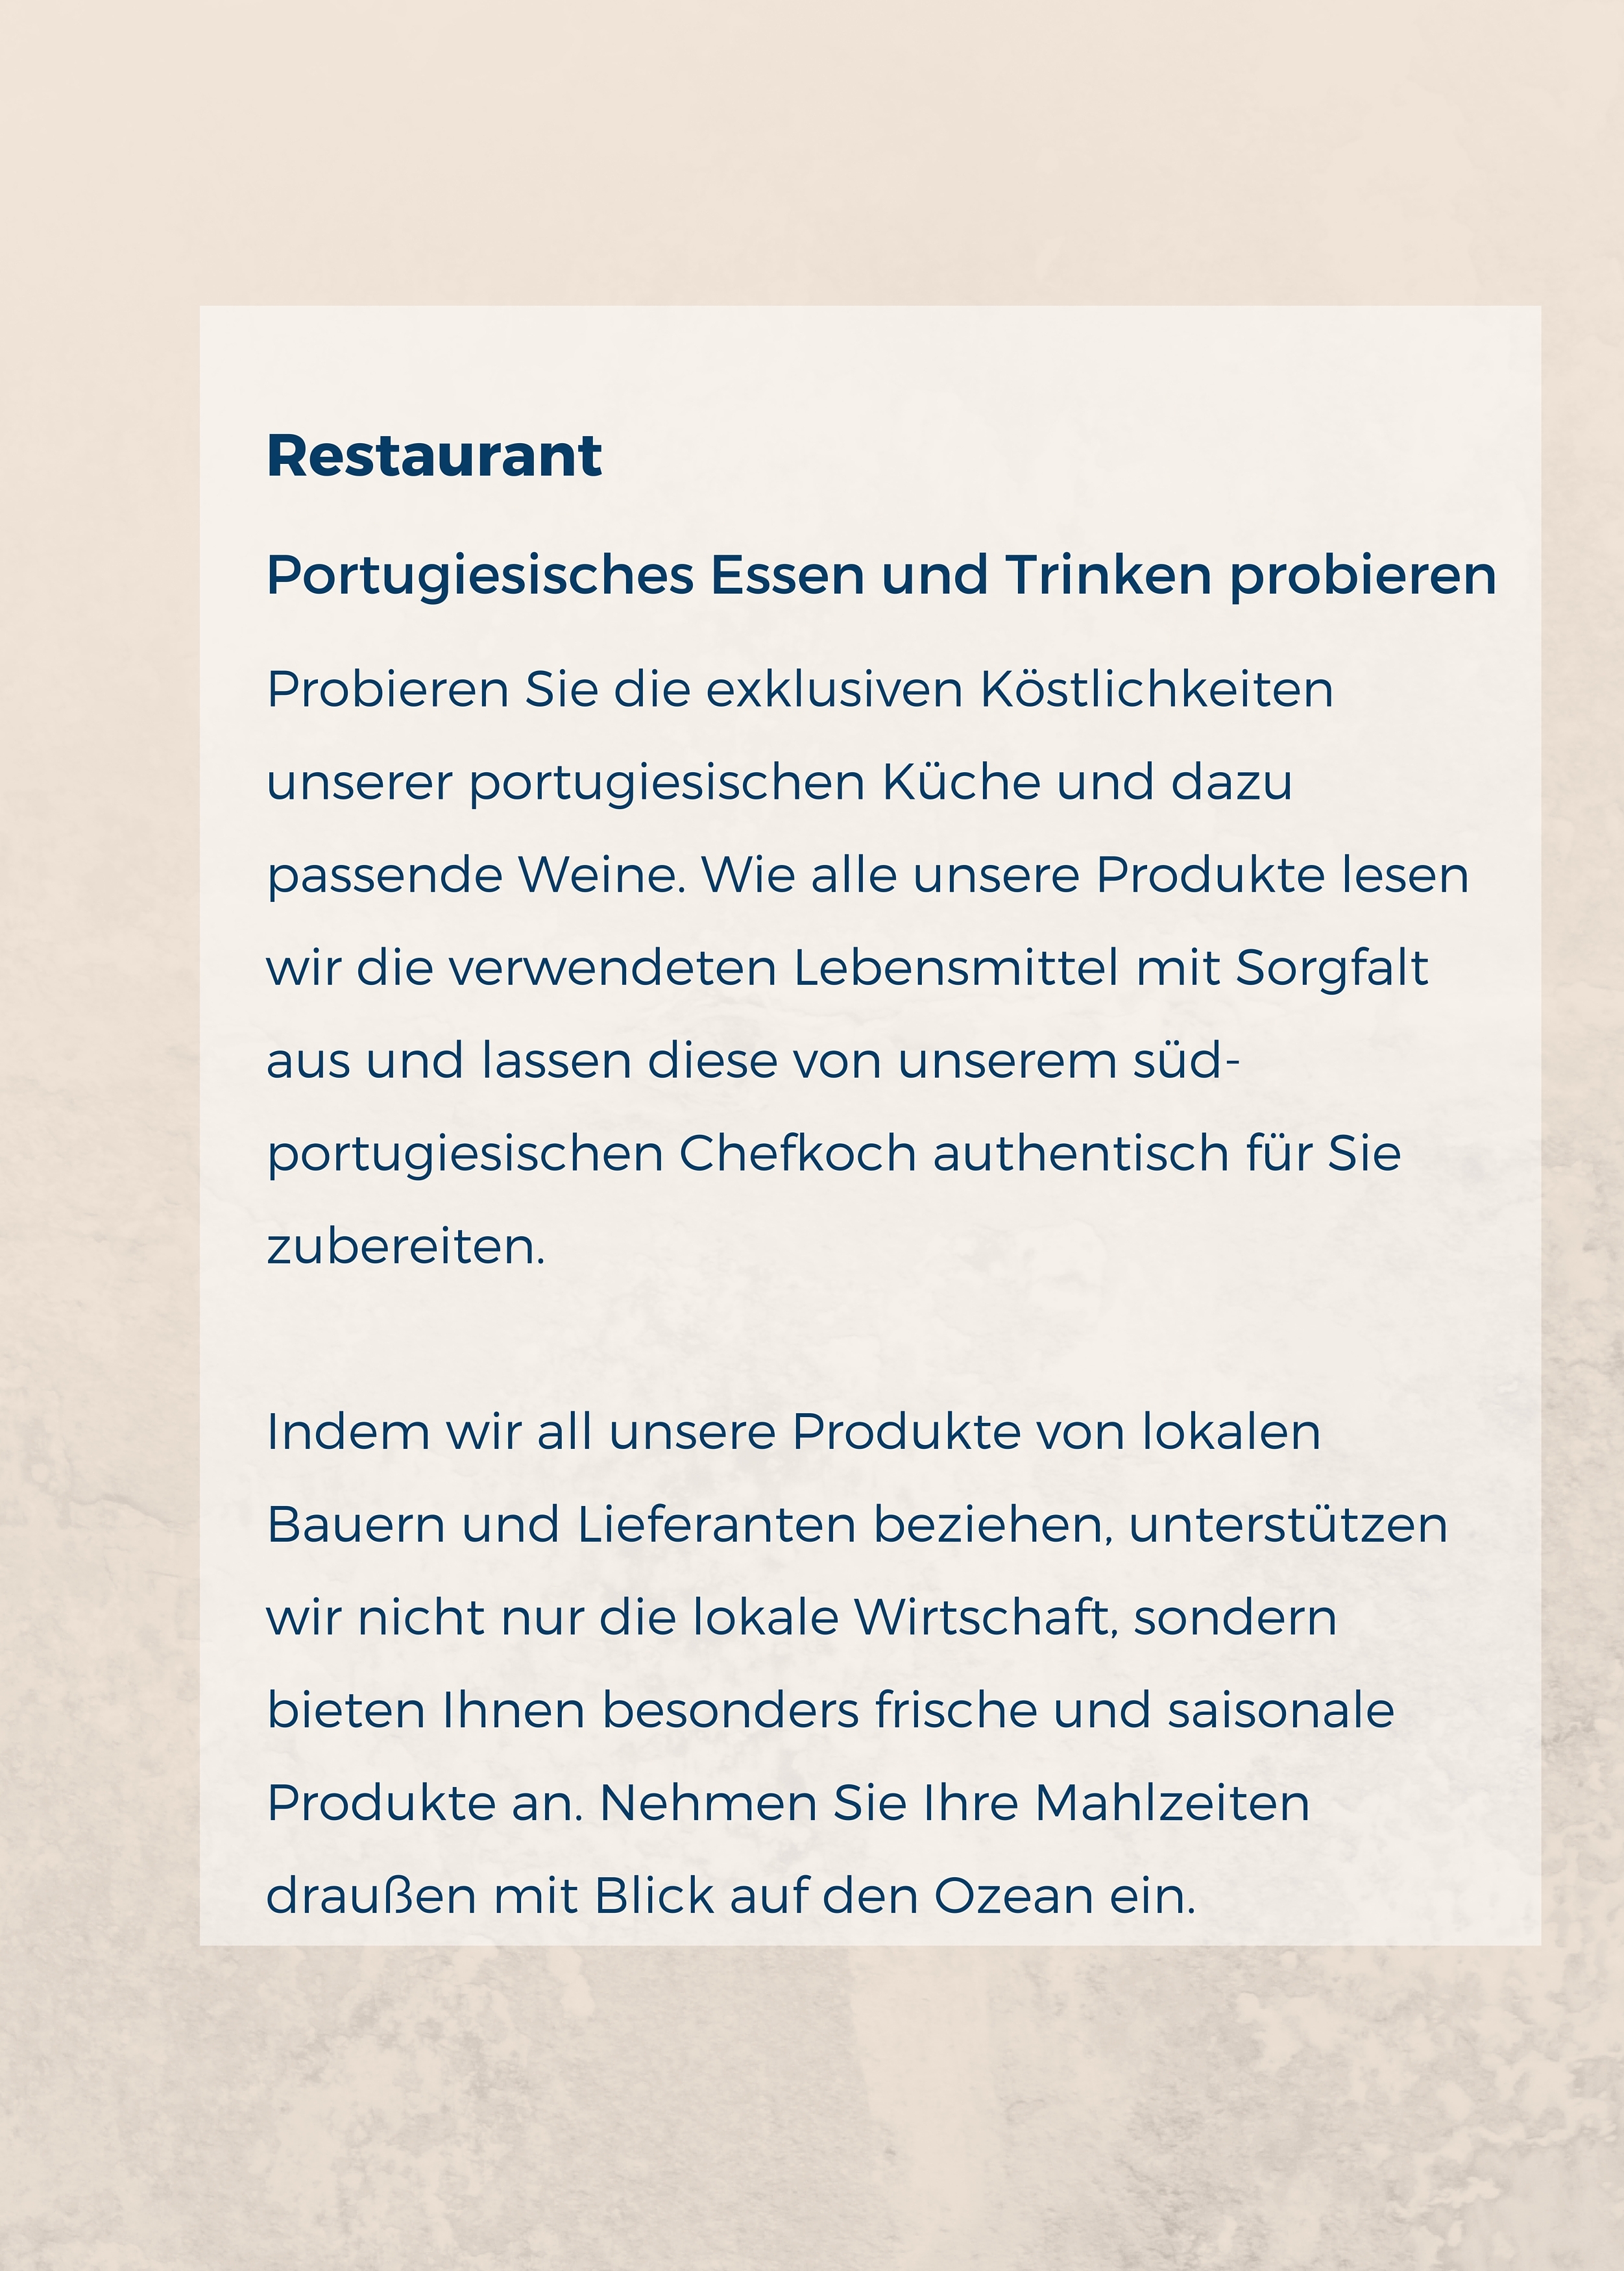 Restaurant
Portugiesisches Essen und Trinken probieren
Probieren Sie die exklusiven Köstlichkeiten
unserer portugiesischen Küche und dazu
passende Weine. Wie alle unsere Produkte lesen
wir die verwendeten Lebensmittel mit Sorgfalt
aus und lassen diese von unserem süd-
portugiesischen Chefkoch authentisch für Sie
zubereiten.
Indem wir all unsere Produkte von lokalen
Bauern und Lieferanten beziehen, unterstützen
wir nicht nur die lokale Wirtschaft, sondern
bieten Ihnen besonders frische und saisonale
Produkte an. Nehmen Sie Ihre Mahlzeiten
draußen mit Blick auf den Ozean ein.